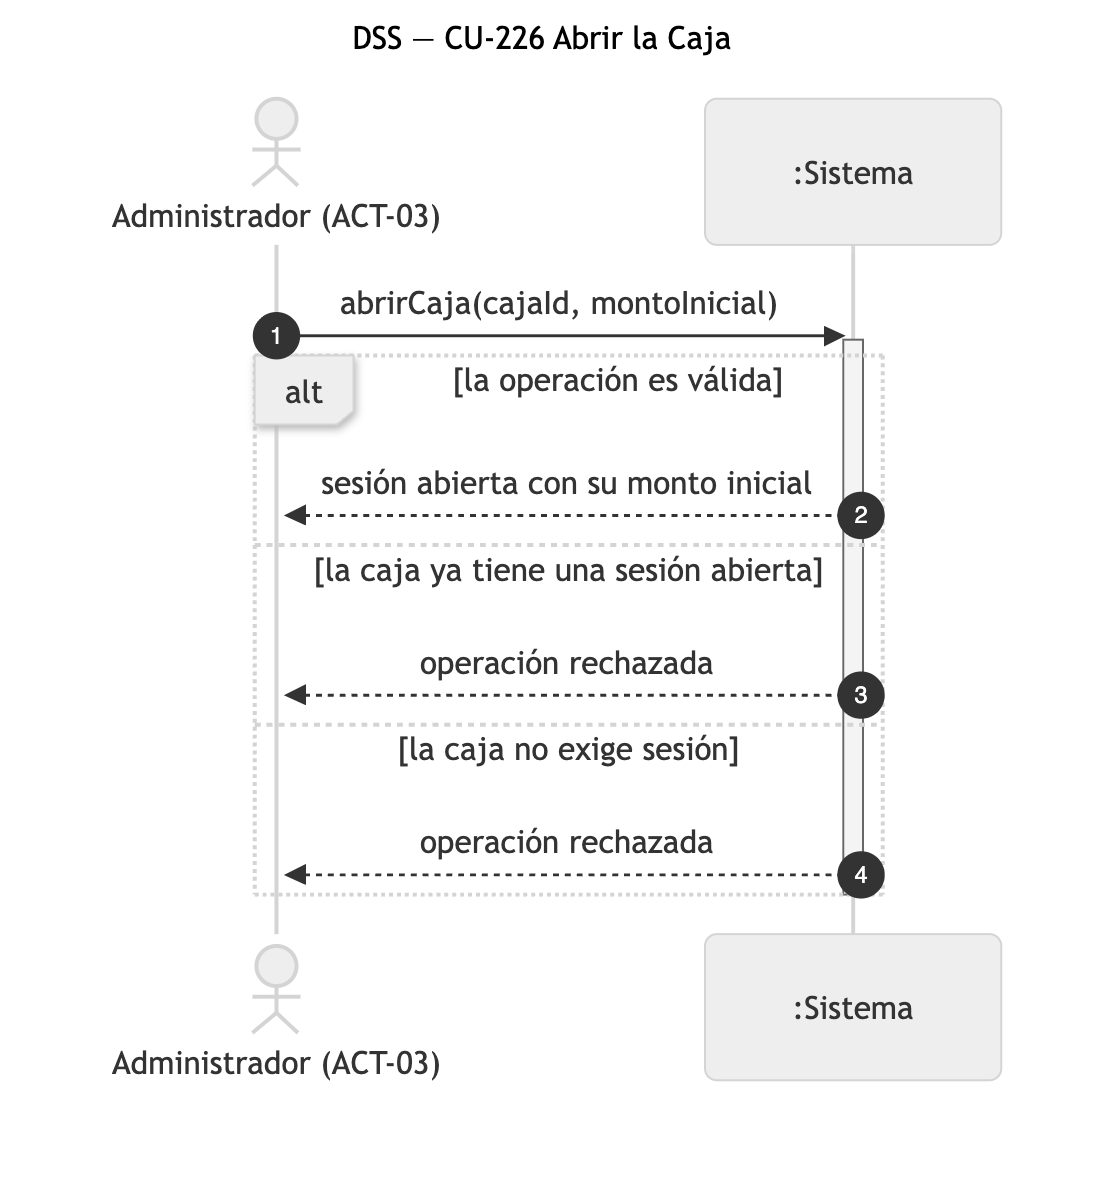 DSS — CU-226 Abrir la Caja
:Sistema
Administrador (ACT-03)
abrirCaja(cajaId, montoInicial)
1
alt
[la operación es válida]
sesión abierta con su monto inicial
2
[la caja ya tiene una sesión abierta]
operación rechazada
3
[la caja no exige sesión]
operación rechazada
4
:Sistema
Administrador (ACT-03)